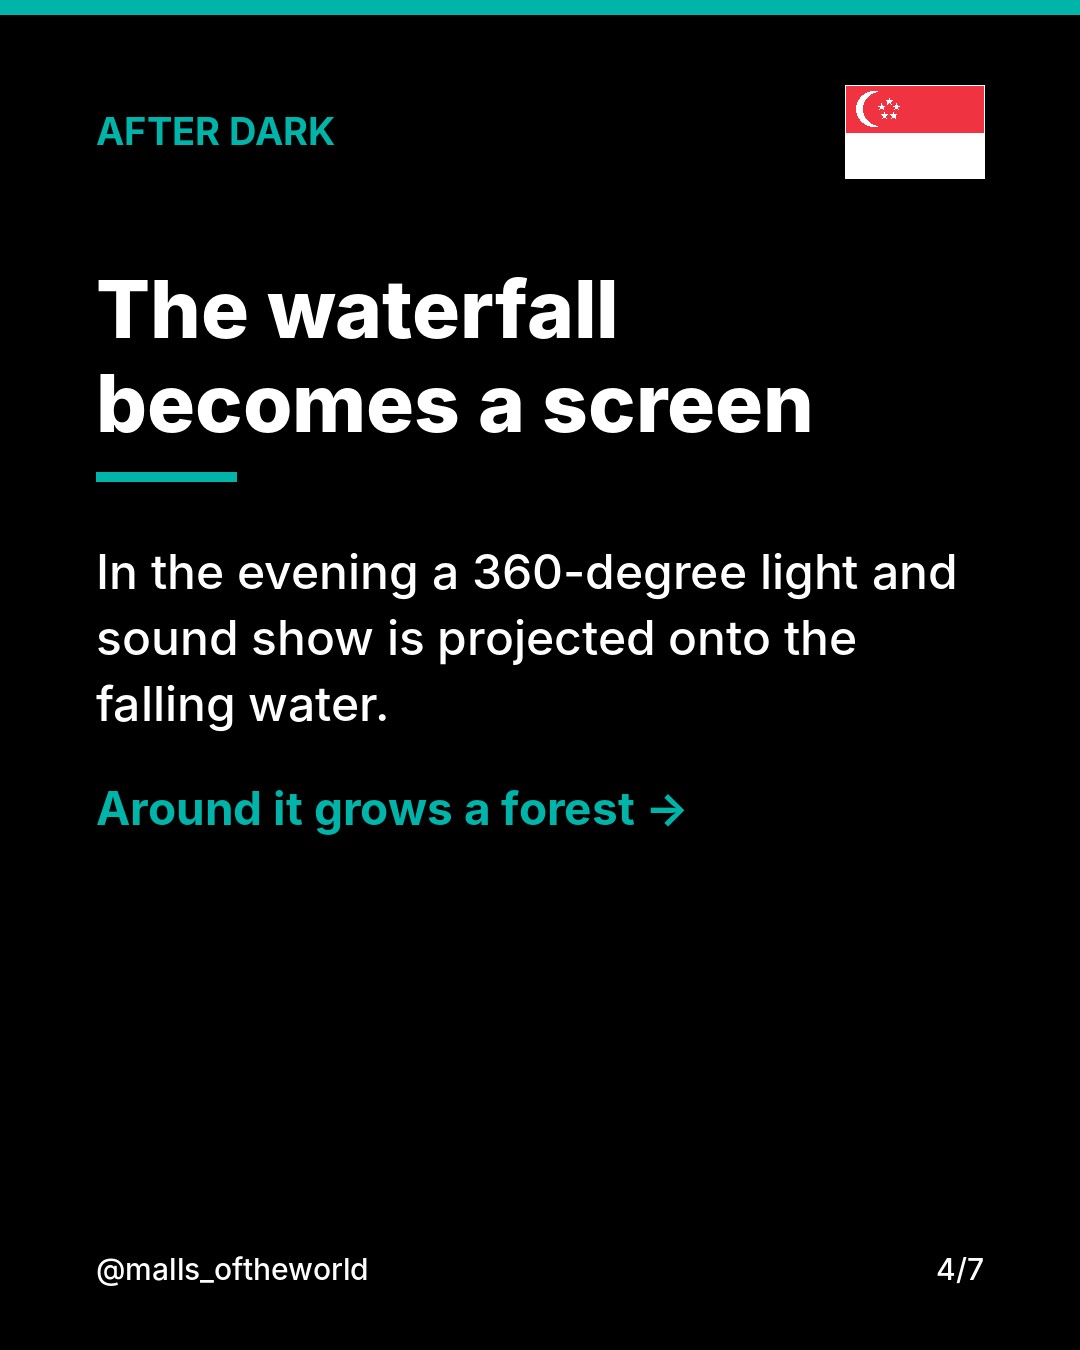 AFTER DARK
The waterfall
becomes a screen
In the evening a 360-degree light and
sound show is projected onto the
falling water.
Around it grows a forest →
@malls_oftheworld
4/7